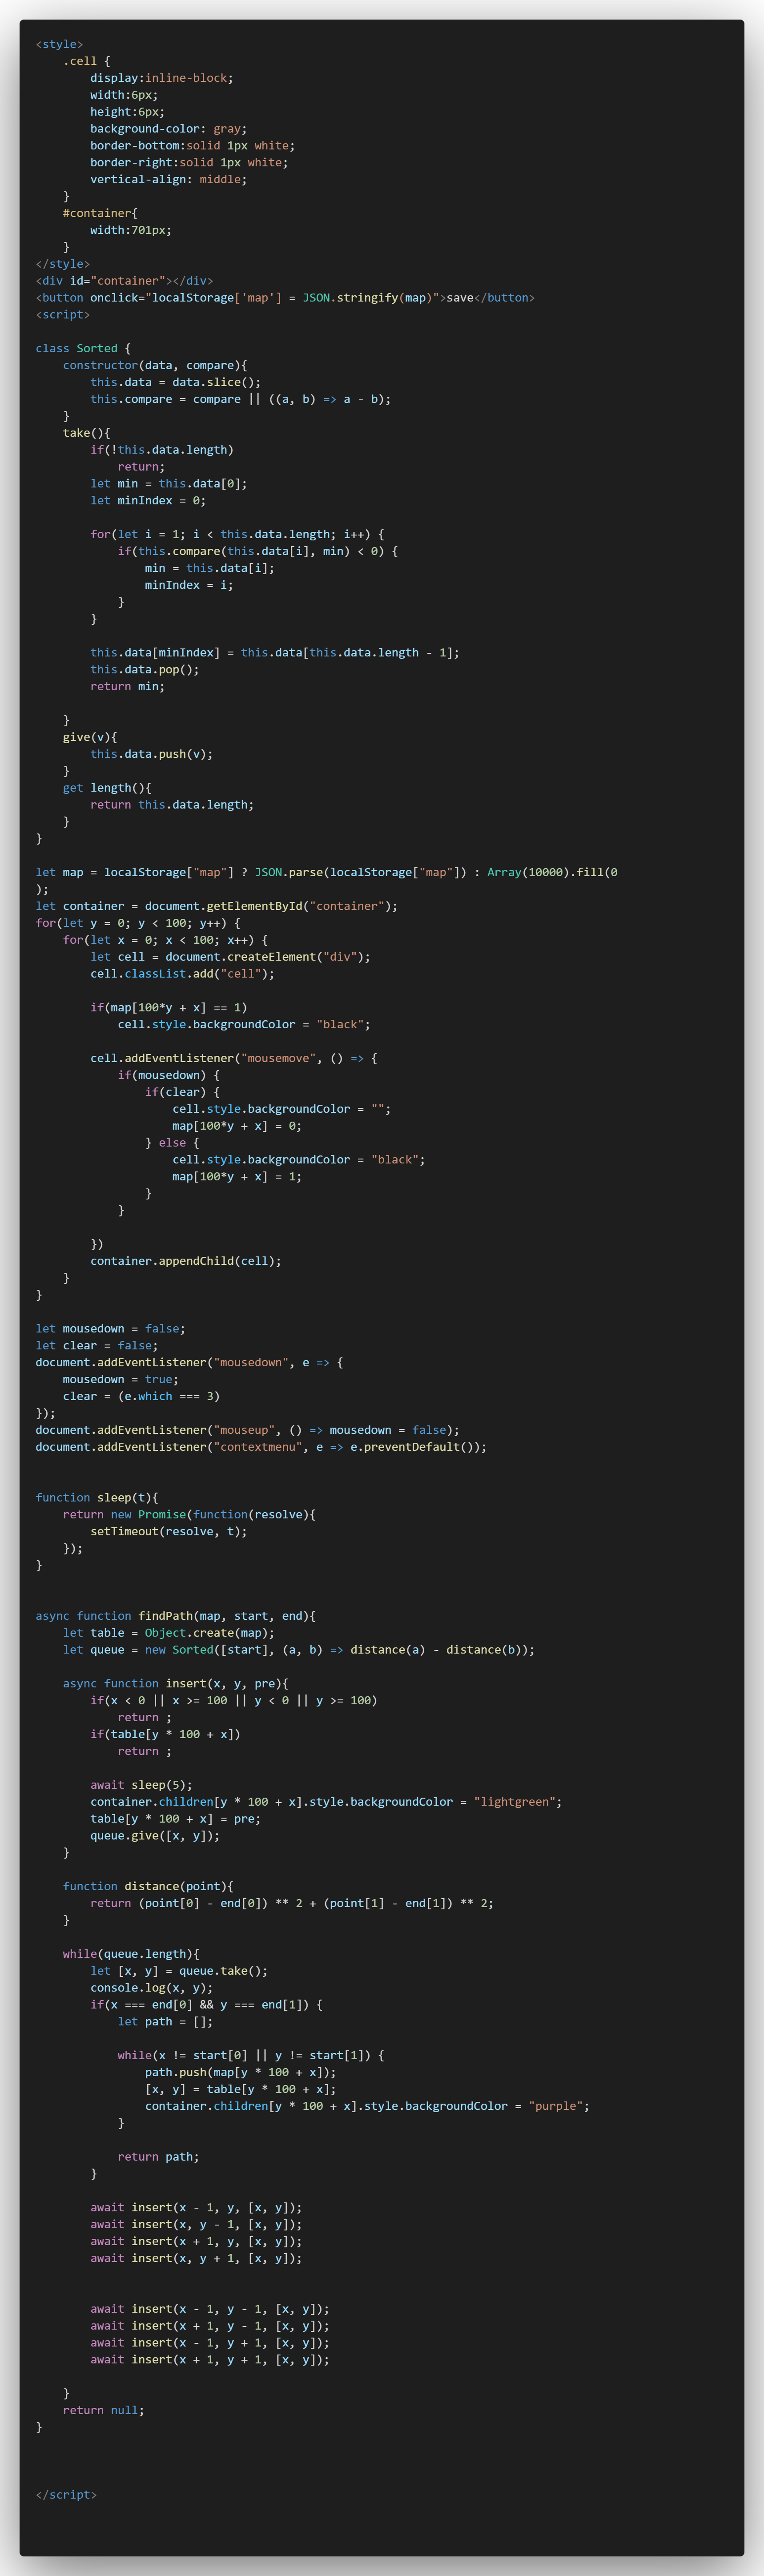 <style>
    .cell {
        display:inline-block;
        width:6px;
        height:6px;
        background-color: gray;
        border-bottom:solid 1px white;
        border-right:solid 1px white;
        vertical-align: middle;
    }
    #container{
        width:701px;
    }
</style>
<div id="container"></div>
<button onclick="localStorage['map'] = JSON.stringify(map)">save</button>
<script>

class Sorted {
    constructor(data, compare){
        this.data = data.slice();
        this.compare = compare || ((a, b) => a - b);
    }
    take(){
        if(!this.data.length)
            return;
        let min = this.data[0];
        let minIndex = 0;

        for(let i = 1; i < this.data.length; i++) {
            if(this.compare(this.data[i], min) < 0) {
                min = this.data[i];
                minIndex = i;
            }
        }

        this.data[minIndex] = this.data[this.data.length - 1];
        this.data.pop();
        return min;

    }
    give(v){
        this.data.push(v);
    }
    get length(){
        return this.data.length;
    }
}

let map = localStorage["map"] ? JSON.parse(localStorage["map"]) : Array(10000).fill(0
);
let container = document.getElementById("container");
for(let y = 0; y < 100; y++) {
    for(let x = 0; x < 100; x++) {
        let cell = document.createElement("div");
        cell.classList.add("cell");

        if(map[100*y + x] == 1)
            cell.style.backgroundColor = "black";

        cell.addEventListener("mousemove", () => {
            if(mousedown) {
                if(clear) {
                    cell.style.backgroundColor = "";
                    map[100*y + x] = 0;
                } else {
                    cell.style.backgroundColor = "black";
                    map[100*y + x] = 1;
                }
            }

        })
        container.appendChild(cell);
    }
}

let mousedown = false;
let clear = false;
document.addEventListener("mousedown", e => {
    mousedown = true;
    clear = (e.which === 3)
});
document.addEventListener("mouseup", () => mousedown = false);
document.addEventListener("contextmenu", e => e.preventDefault());


function sleep(t){
    return new Promise(function(resolve){
        setTimeout(resolve, t);
    });
}


async function findPath(map, start, end){
    let table = Object.create(map);
    let queue = new Sorted([start], (a, b) => distance(a) - distance(b));

    async function insert(x, y, pre){
        if(x < 0 || x >= 100 || y < 0 || y >= 100)
            return ;
        if(table[y * 100 + x])
            return ;

        await sleep(5);
        container.children[y * 100 + x].style.backgroundColor = "lightgreen";
        table[y * 100 + x] = pre;
        queue.give([x, y]);
    }

    function distance(point){
        return (point[0] - end[0]) ** 2 + (point[1] - end[1]) ** 2;
    }

    while(queue.length){
        let [x, y] = queue.take();
        console.log(x, y);
        if(x === end[0] && y === end[1]) {
            let path = [];

            while(x != start[0] || y != start[1]) {
                path.push(map[y * 100 + x]);
                [x, y] = table[y * 100 + x];
                container.children[y * 100 + x].style.backgroundColor = "purple";
            }

            return path;
        }

        await insert(x - 1, y, [x, y]);
        await insert(x, y - 1, [x, y]);
        await insert(x + 1, y, [x, y]);
        await insert(x, y + 1, [x, y]);


        await insert(x - 1, y - 1, [x, y]);
        await insert(x + 1, y - 1, [x, y]);
        await insert(x - 1, y + 1, [x, y]);
        await insert(x + 1, y + 1, [x, y]);

    }
    return null;
}



</script>